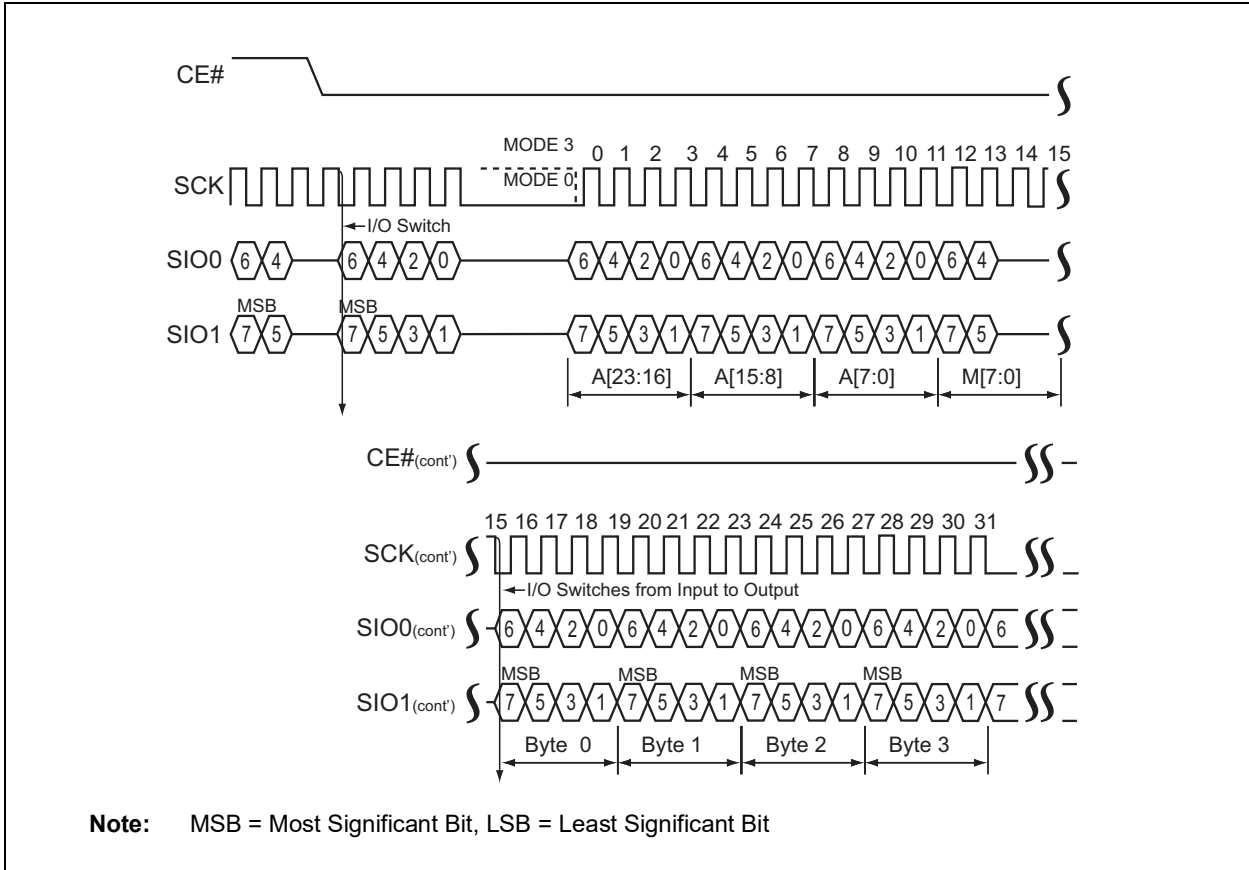 CE#
MODE 3
0 1 2 3 4 5 6 7 8 9 10 11 12 13 14 15
SCK
MODE 0
I/O Switch
SIO0 6 4 6 4 2 0 6 4 2 0 6 4 2 0 6 4 2 0 6 4
MSB MSB
SIO1 7 5 7 5 3 1 7 5 3 1 7 5 3 1 7 5 3 1 7 5
A[23:16] A[15:8] A[7:0] M[7:0]
CE#(cont')
15 16 17 18 19 20 21 22 23 24 25 26 27 28 29 30 31
SCK(cont')
I/O Switches from Input to Output
SIO0(cont') 6 4 2 0 6 4 2 0 6 4 2 0 6 4 2 0 6
MSB MSB MSB MSB
SIO1(cont') 7 5 3 1 7 5 3 1 7 5 3 1 7 5 3 1 7
Byte 0 Byte 1 Byte 2 Byte 3
Note: MSB = Most Significant Bit, LSB = Least Significant Bit